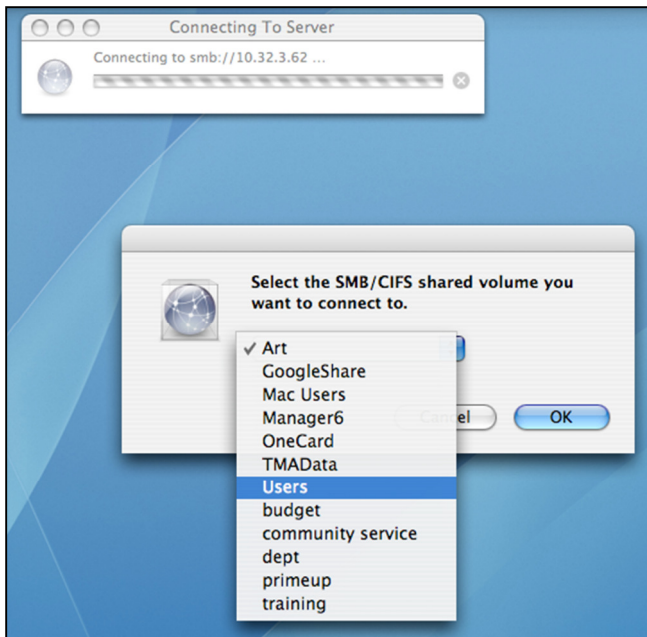 Connecting To Server
Connecting to smb://10.32.3.62 ...
Select the SMB/CIFS shared volume you
want to connect to.
Art
GoogleShare
Mac Users
Manager6
OneCard
TMAData
Users
budget
community service
dept
primeup
training
Cancel
OK